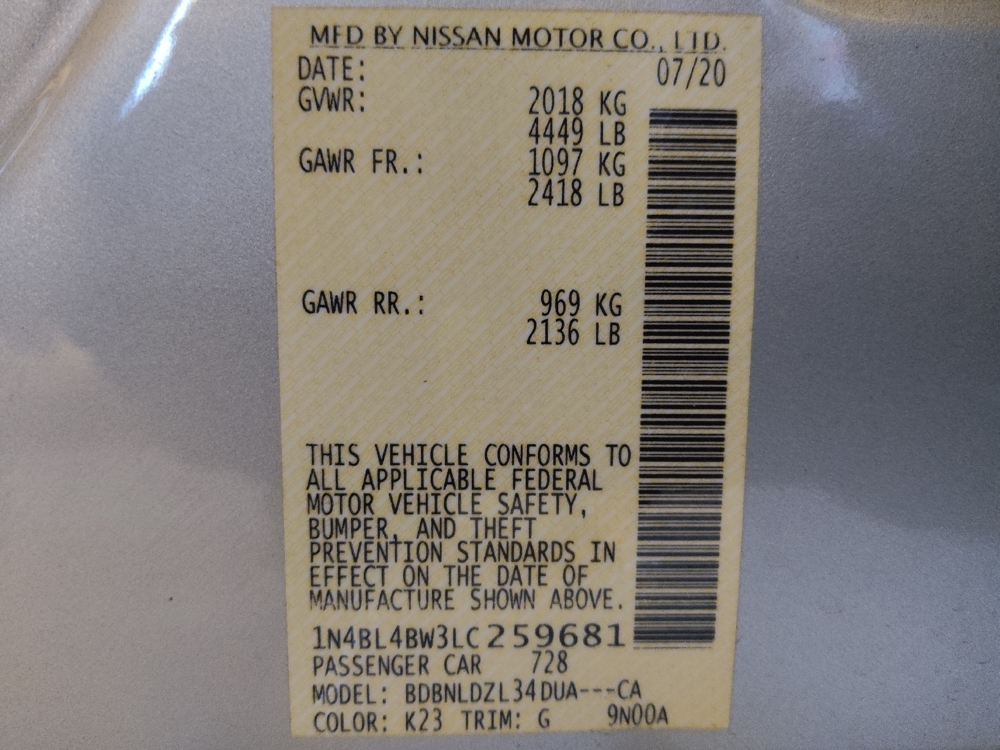 MFD BY NISSAN MOTOR CO., LTD.
DATE: 07/20
GVWR: 2018 KG
4449 LB
GAWR FR.: 1097 KG
2418 LB
GAWR RR.: 969 KG
2136 LB
THIS VEHICLE CONFORMS TO
ALL APPLICABLE FEDERAL
MOTOR VEHICLE SAFETY,
BUMPER, AND THEFT
PREVENTION STANDARDS IN
EFFECT ON THE DATE OF
MANUFACTURE SHOWN ABOVE.
1N4BL4BW3LC259681
PASSENGER CAR 728
MODEL: BDBNLDZL34DUA---CA
COLOR: K23 TRIM: G 9N00A